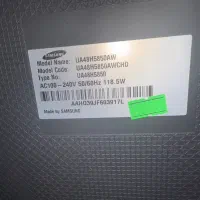 SAMSUNG
Model Name: UA48H5850AW
Model Code: UA48H5850AWCHD
Type No. : UA48H5850
AC100-240V 50/60Hz 118.5W
Made by SAMSUNG